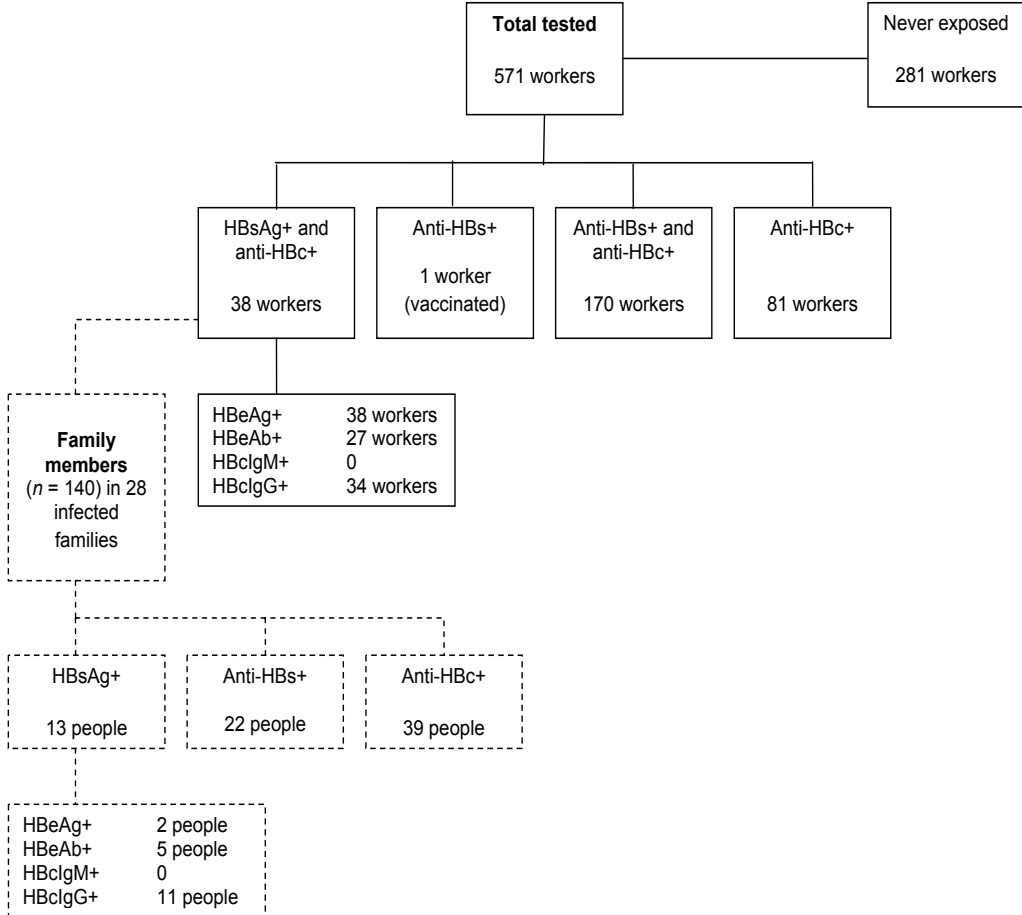 Total tested
571 workers
Never exposed
281 workers
HBsAg+ and
anti-HBc+
38 workers
Anti-HBs+
1 worker
(vaccinated)
Anti-HBs+ and
anti-HBc+
170 workers
Anti-HBc+
81 workers
HBeAg+ 38 workers
HBeAb+ 27 workers
HBcIgM+ 0
HBcIgG+ 34 workers
Family
members
(n = 140) in 28
infected
families
HBsAg+
13 people
Anti-HBs+
22 people
Anti-HBc+
39 people
HBeAg+ 2 people
HBeAb+ 5 people
HBcIgM+ 0
HBcIgG+ 11 people